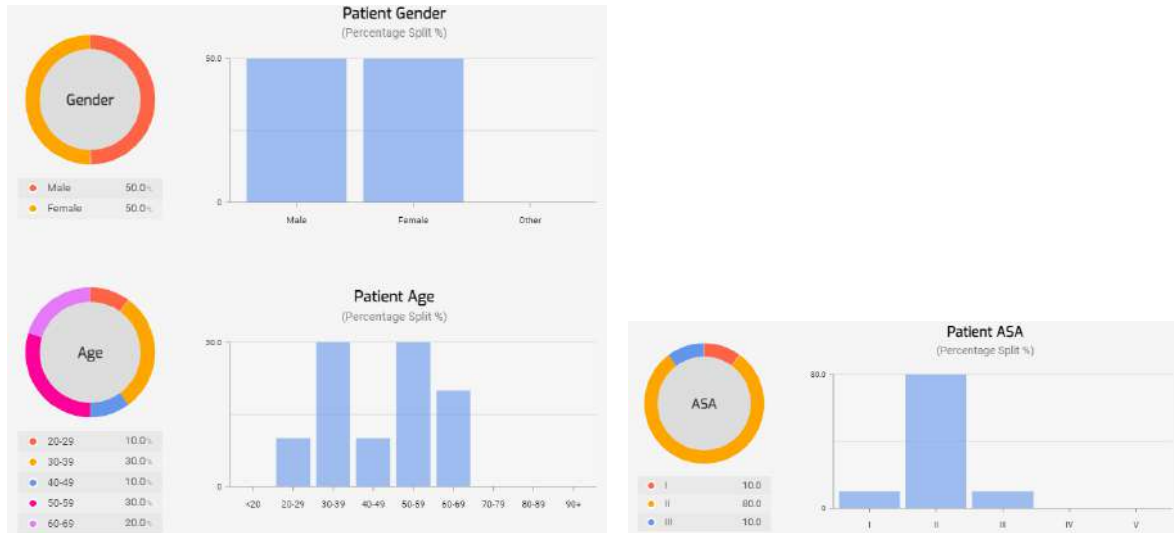 Patient Gender
(Percentage Split %)
50.0
Gender
0
Male
Female
Other
Male 50.0%
Female 50.0%
Patient Age
(Percentage Split %)
30.0
Age
0
<20 20-29 30-39 40-49 50-59 60-69 70-79 80-89 90+
20-29 10.0%
30-39 30.0%
40-49 10.0%
50-59 30.0%
60-69 20.0%
Patient ASA
(Percentage Split %)
80.0
ASA
0
I II III IV V
I 10.0
II 80.0
III 10.0